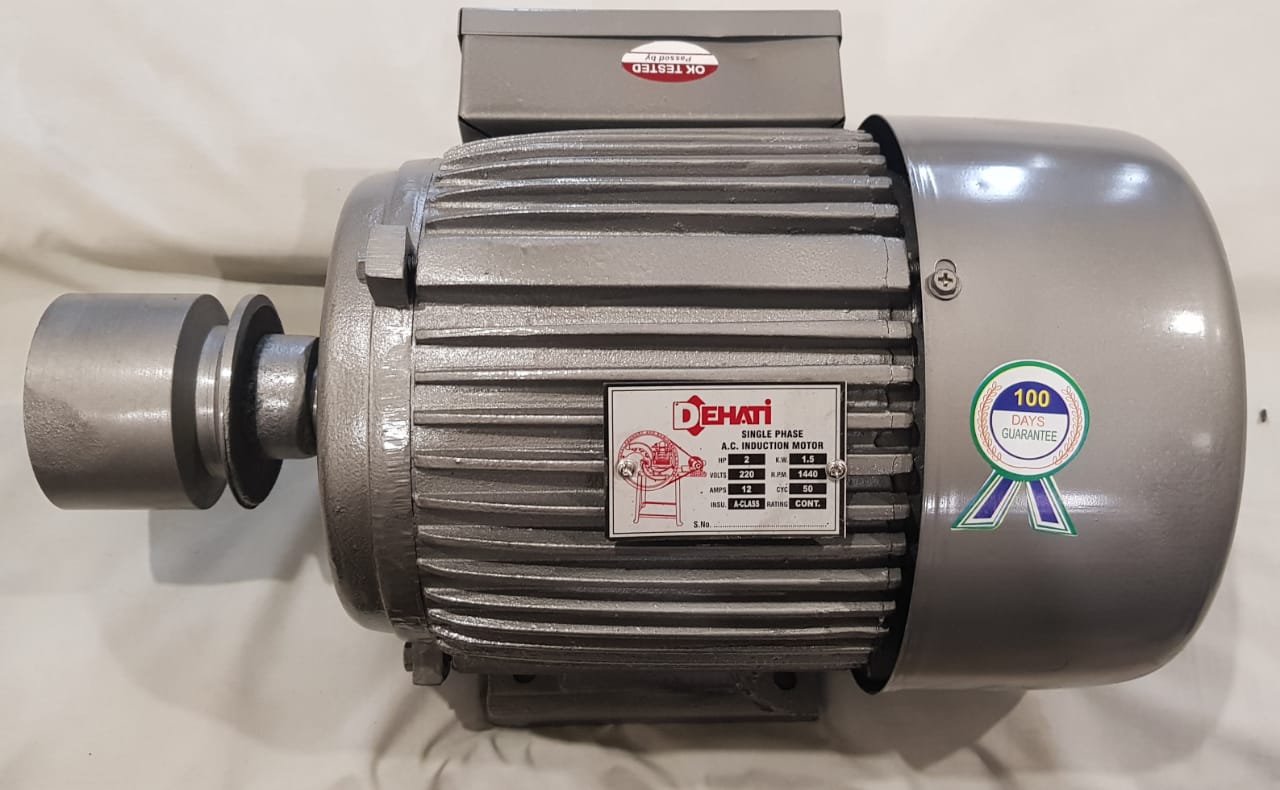 OK TESTED
Passed by
DEHATi
SINGLE PHASE
A.C. INDUCTION MOTOR
HP 2 K.W. 1.5
VOLTS 220 R.P.M. 1440
AMPS 12 CYC 50
INSU. A-CLASS RATING CONT.
S.No.
100
DAYS
GUARANTEE